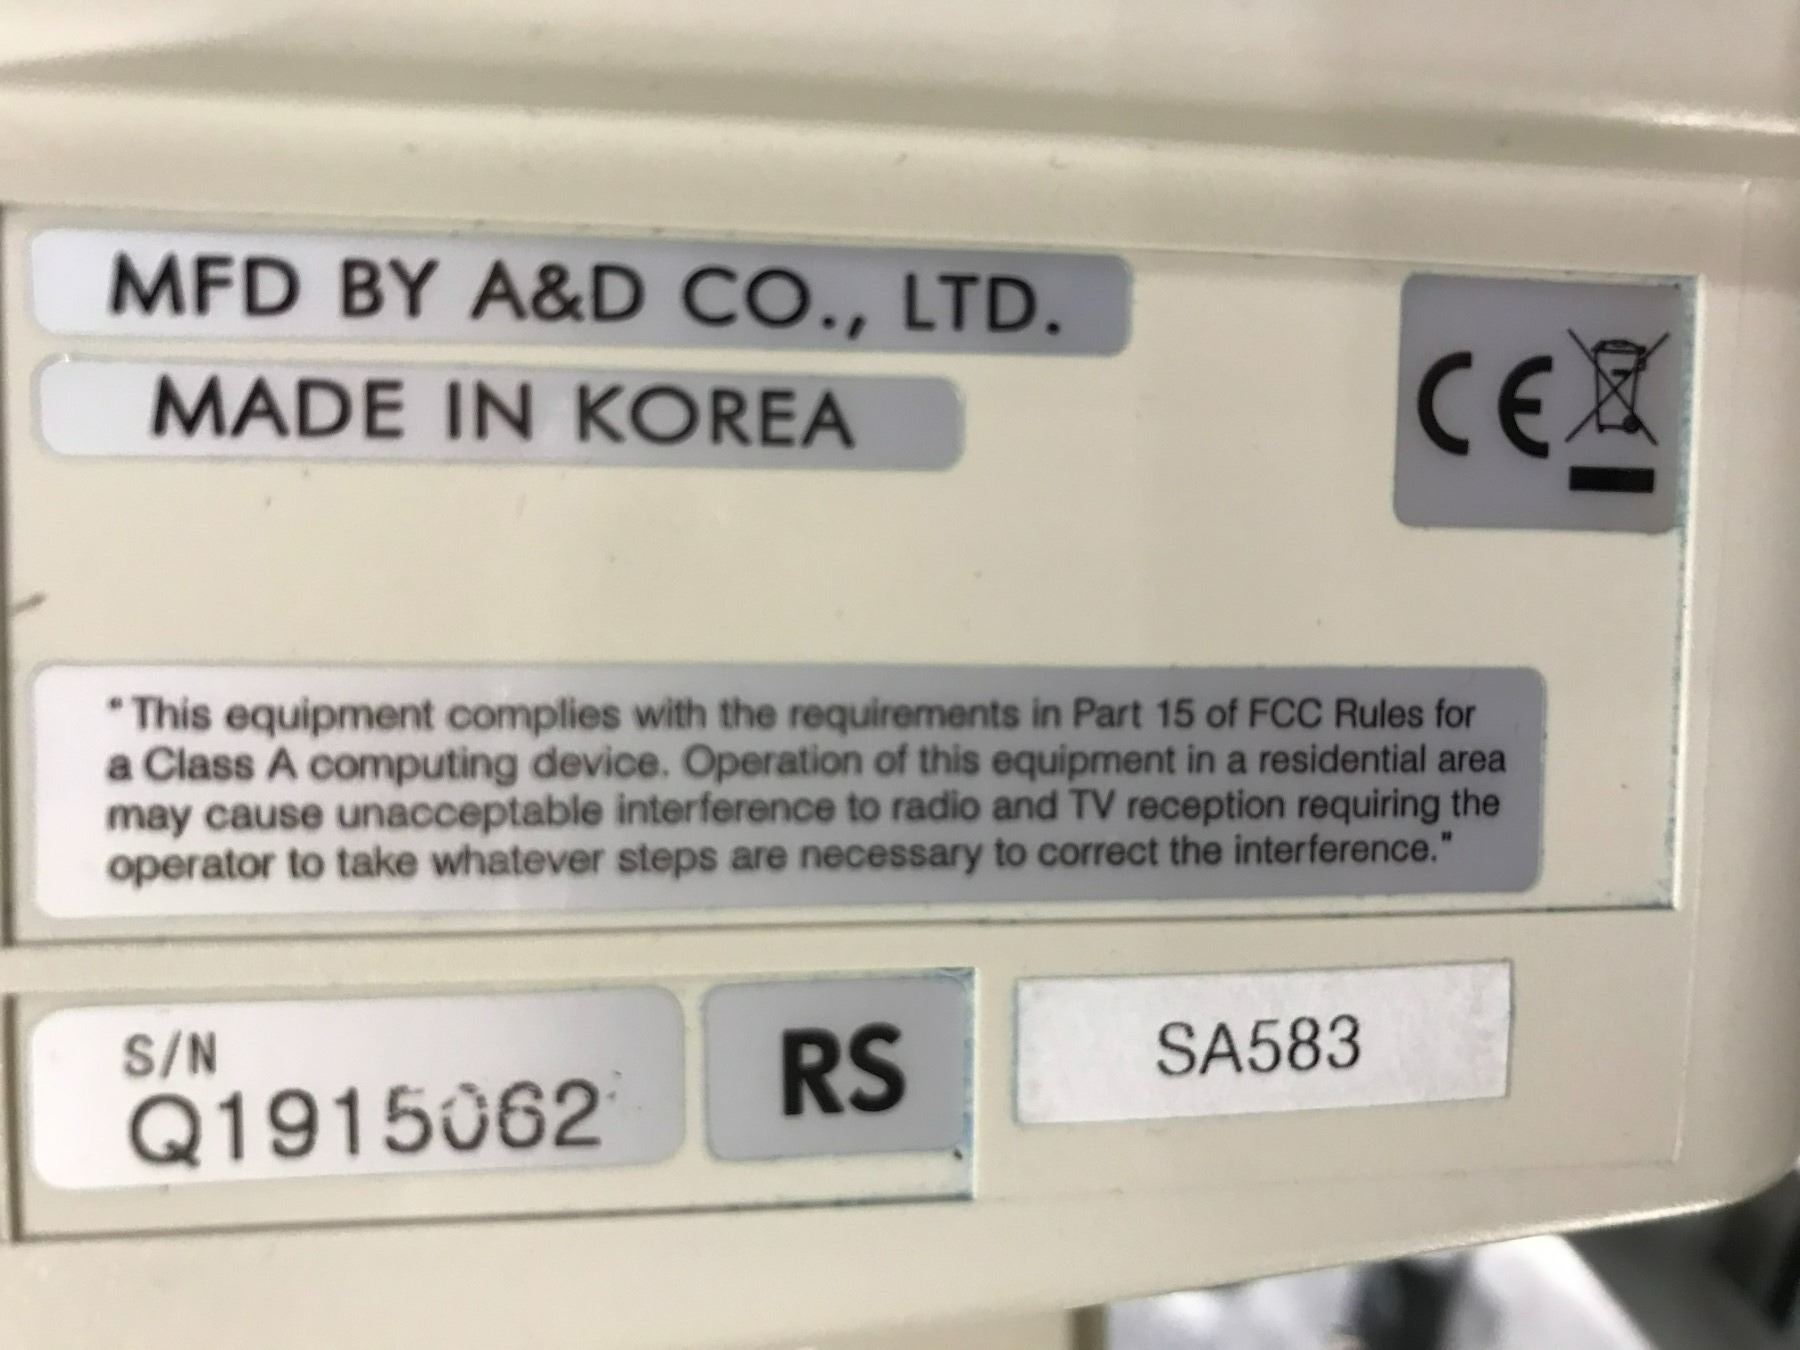 MFD BY A&D CO., LTD.
MADE IN KOREA
CE
"This equipment complies with the requirements in Part 15 of FCC Rules for
a Class A computing device. Operation of this equipment in a residential area
may cause unacceptable interference to radio and TV reception requiring the
operator to take whatever steps are necessary to correct the interference."
S/N
Q1915062
RS
SA583